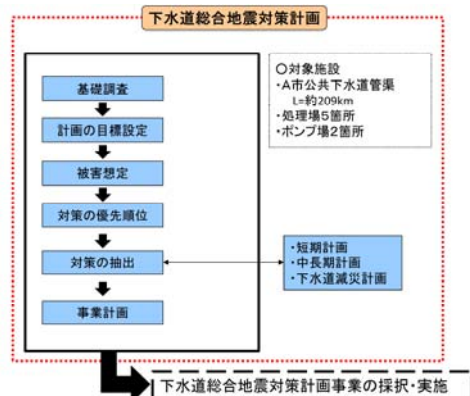 下水道総合地震対策計画
基礎調査
計画の目標設定
被害想定
対策の優先順位
対策の抽出
事業計画
〇対象施設
・A市公共下水道管渠
L=約209km
・処理場5箇所
・ポンプ場2箇所
・短期計画
・中長期計画
・下水道減災計画
下水道総合地震対策計画事業の採択・実施